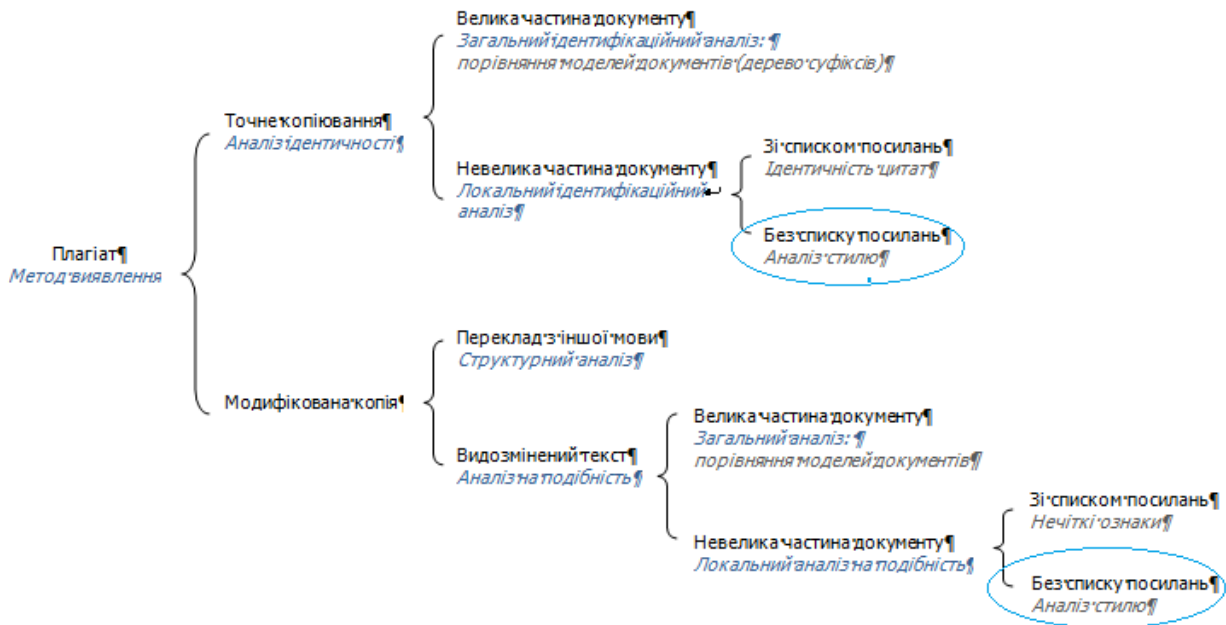 Велика частина документу¶
Загальний ідентифікаційний аналіз: ¶
порівняння моделей документів (дерево суфіксів)¶
Точне копіювання¶
Аналіз ідентичності¶
Невелика частина документу¶
Локальний ідентифікаційний↵
аналіз¶
Зі списком посилань¶
Ідентичність цитат¶
Без списку посилань¶
Аналіз стилю¶
Плагіат¶
Метод виявлення
Модифікована копія¶
Переклад з іншої мови¶
Структурний аналіз¶
Видозмінений текст¶
Аналіз на подібність¶
Велика частина документу¶
Загальний аналіз: ¶
порівняння моделей документів¶
Невелика частина документу¶
Локальний аналіз на подібність¶
Зі списком посилань¶
Нечіткі ознаки¶
Без списку посилань¶
Аналіз стилю¶